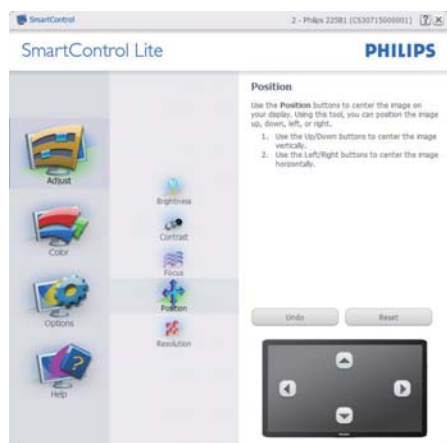 SmartControl
2 - Philips 225B1 (CS30715000001)
SmartControl Lite
PHILIPS
Adjust
Color
Options
Help
Brightness
Contrast
Focus
Position
Resolution
Position
Use the Position buttons to center the image on
your display. Using this tool, you can position the image
up, down, left, or right.
1. Use the Up/Down buttons to center the image
vertically.
2. Use the Left/Right buttons to center the image
horizontally.
Undo
Reset